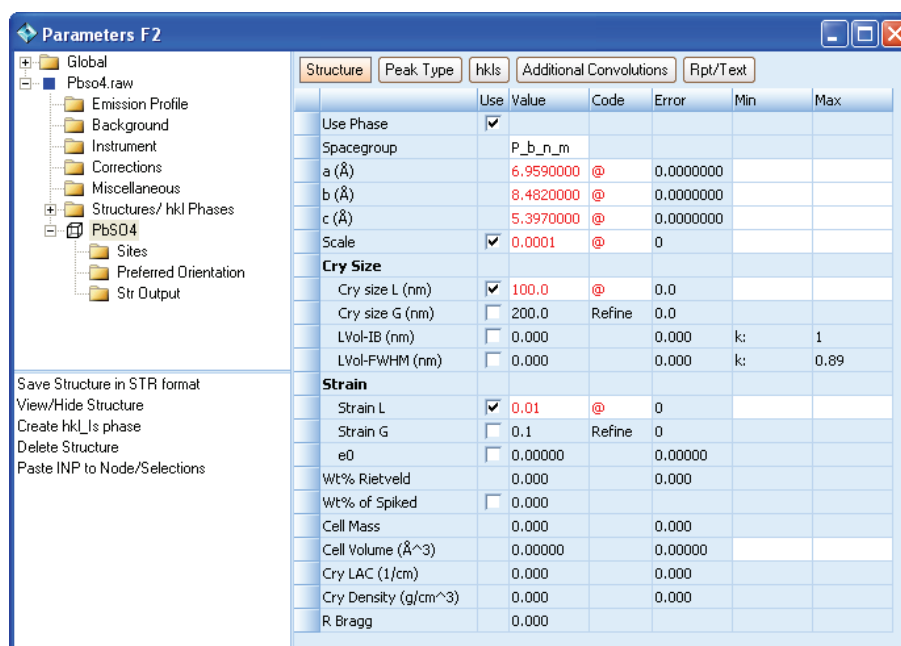 Parameters F2
Global
Pbso4.raw
Emission Profile
Background
Instrument
Corrections
Miscellaneous
Structures/ hkl Phases
PbSO4
Sites
Preferred Orientation
Str Output
Save Structure in STR format
View/Hide Structure
Create hkl_Is phase
Delete Structure
Paste INP to Node/Selections
Structure Peak Type hkls Additional Convolutions Rpt/Text
Use Value Code Error Min Max
Use Phase
Spacegroup P_b_n_m
a (Å) 6.9590000 @ 0.0000000
b (Å) 8.4820000 @ 0.0000000
c (Å) 5.3970000 @ 0.0000000
Scale 0.0001 @ 0
Cry Size
Cry size L (nm) 100.0 @ 0.0
Cry size G (nm) 200.0 Refine 0.0
LVol-IB (nm) 0.000 0.000 k: 1
LVol-FWHM (nm) 0.000 0.000 k: 0.89
Strain
Strain L 0.01 @ 0
Strain G 0.1 Refine 0
e0 0.00000 0.00000
Wt% Rietveld 0.000 0.000
Wt% of Spiked 0.000
Cell Mass 0.000 0.000
Cell Volume (Å^3) 0.00000 0.00000
Cry LAC (1/cm) 0.000 0.000
Cry Density (g/cm^3) 0.000 0.000
R Bragg 0.000